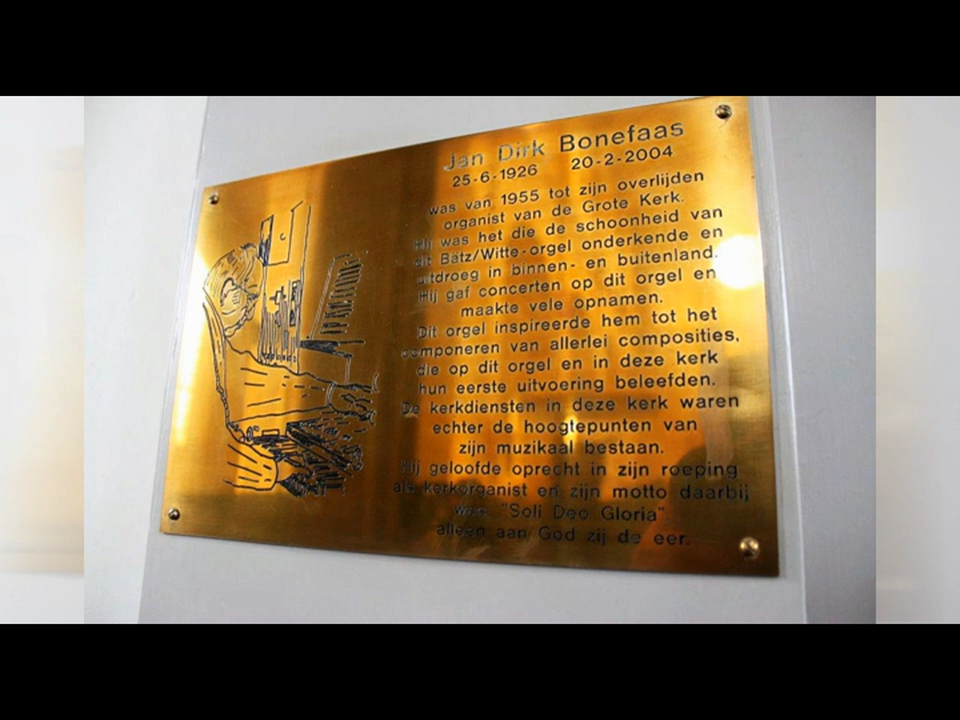 Jan Dirk Bonefaas
25-6-1926 20-2-2004
was van 1955 tot zijn overlijden
organist van de Grote Kerk.
Hij was het die de schoonheid van
dit Bätz/Witte-orgel onderkende en
uitdroeg in binnen- en buitenland.
Hij gaf concerten op dit orgel en
maakte vele opnamen.
Dit orgel inspireerde hem tot het
componeren van allerlei composities,
die op dit orgel en in deze kerk
hun eerste uitvoering beleefden.
De kerkdiensten in deze kerk waren
echter de hoogtepunten van
zijn muzikaal bestaan.
Hij geloofde oprecht in zijn roeping
als kerkorganist en zijn motto daarbij
was "Soli Deo Gloria"
alleen aan God zij de eer.